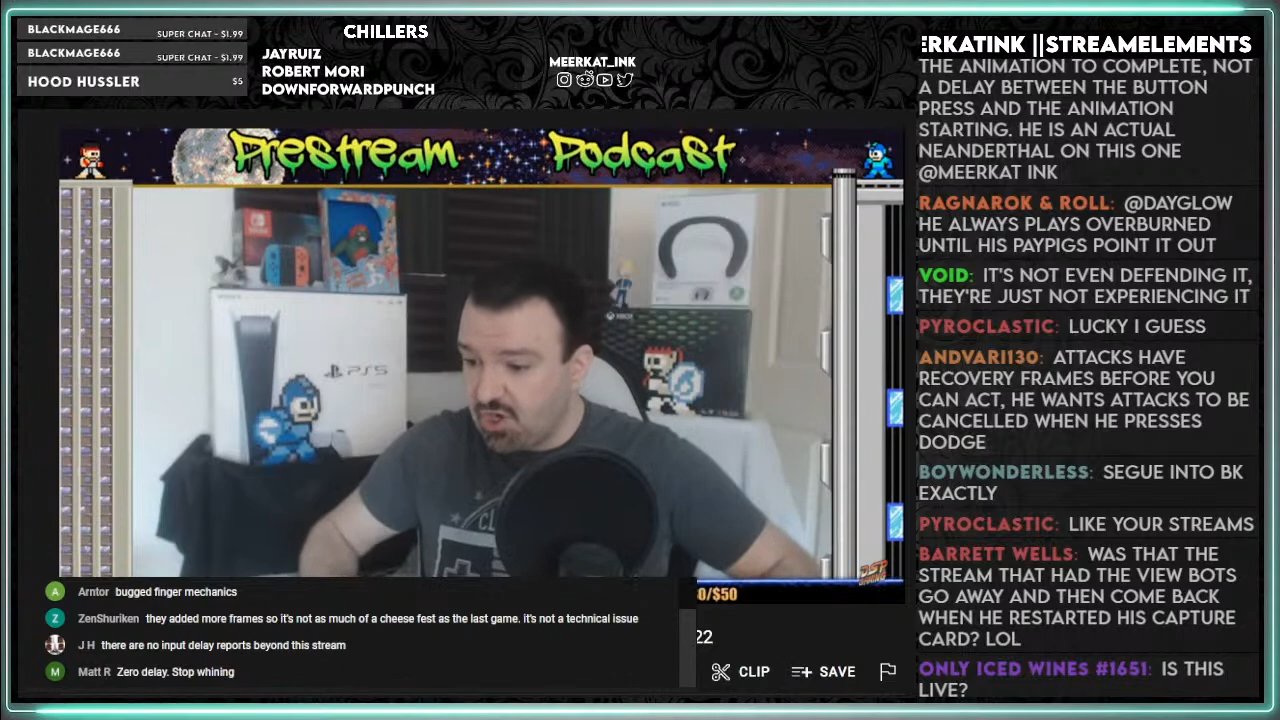 BLACKMAGE666 SUPER CHAT - $1.99
BLACKMAGE666 SUPER CHAT - $1.99
HOOD HUSSLER $5
CHILLERS
JAYRUIZ
ROBERT MORI
DOWNFORWARDPUNCH
MEERKAT_INK
Prestream Podcast
PS5
XBOX
Arntor bugged finger mechanics
ZenShuriken they added more frames so it's not as much of a cheese fest as the last game. it's not a technical issue
J H there are no input delay reports beyond this stream
Matt R Zero delay. Stop whining
0/$50
22
CLIP SAVE
ERKATINK ||STREAMELEMENTS
THE ANIMATION TO COMPLETE, NOT
A DELAY BETWEEN THE BUTTON
PRESS AND THE ANIMATION
STARTING. HE IS AN ACTUAL
NEANDERTHAL ON THIS ONE
@MEERKAT INK
RAGNAROK & ROLL: @DAYGLOW
HE ALWAYS PLAYS OVERBURNED
UNTIL HIS PAYPIGS POINT IT OUT
VOID: IT'S NOT EVEN DEFENDING IT,
THEY'RE JUST NOT EXPERIENCING IT
PYROCLASTIC: LUCKY I GUESS
ANDVARI130: ATTACKS HAVE
RECOVERY FRAMES BEFORE YOU
CAN ACT, HE WANTS ATTACKS TO BE
CANCELLED WHEN HE PRESSES
DODGE
BOYWONDERLESS: SEGUE INTO BK
EXACTLY
PYROCLASTIC: LIKE YOUR STREAMS
BARRETT WELLS: WAS THAT THE
STREAM THAT HAD THE VIEW BOTS
GO AWAY AND THEN COME BACK
WHEN HE RESTARTED HIS CAPTURE
CARD? LOL
ONLY ICED WINES #1651: IS THIS
LIVE?